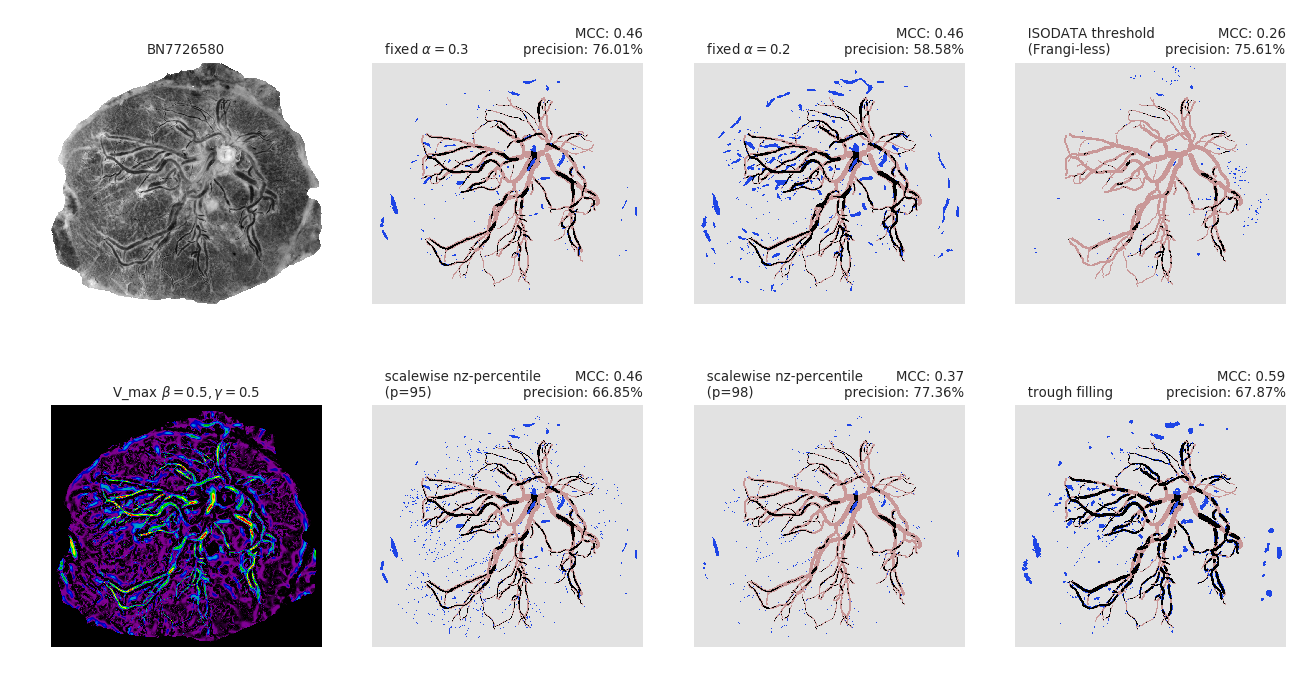 BN7726580
fixed α = 0.3
MCC: 0.46
precision: 76.01%
fixed α = 0.2
MCC: 0.46
precision: 58.58%
ISODATA threshold
(Frangi-less)
MCC: 0.26
precision: 75.61%
V_max β = 0.5, γ = 0.5
scalewise nz-percentile
(p=95)
MCC: 0.46
precision: 66.85%
scalewise nz-percentile
(p=98)
MCC: 0.37
precision: 77.36%
trough filling
MCC: 0.59
precision: 67.87%